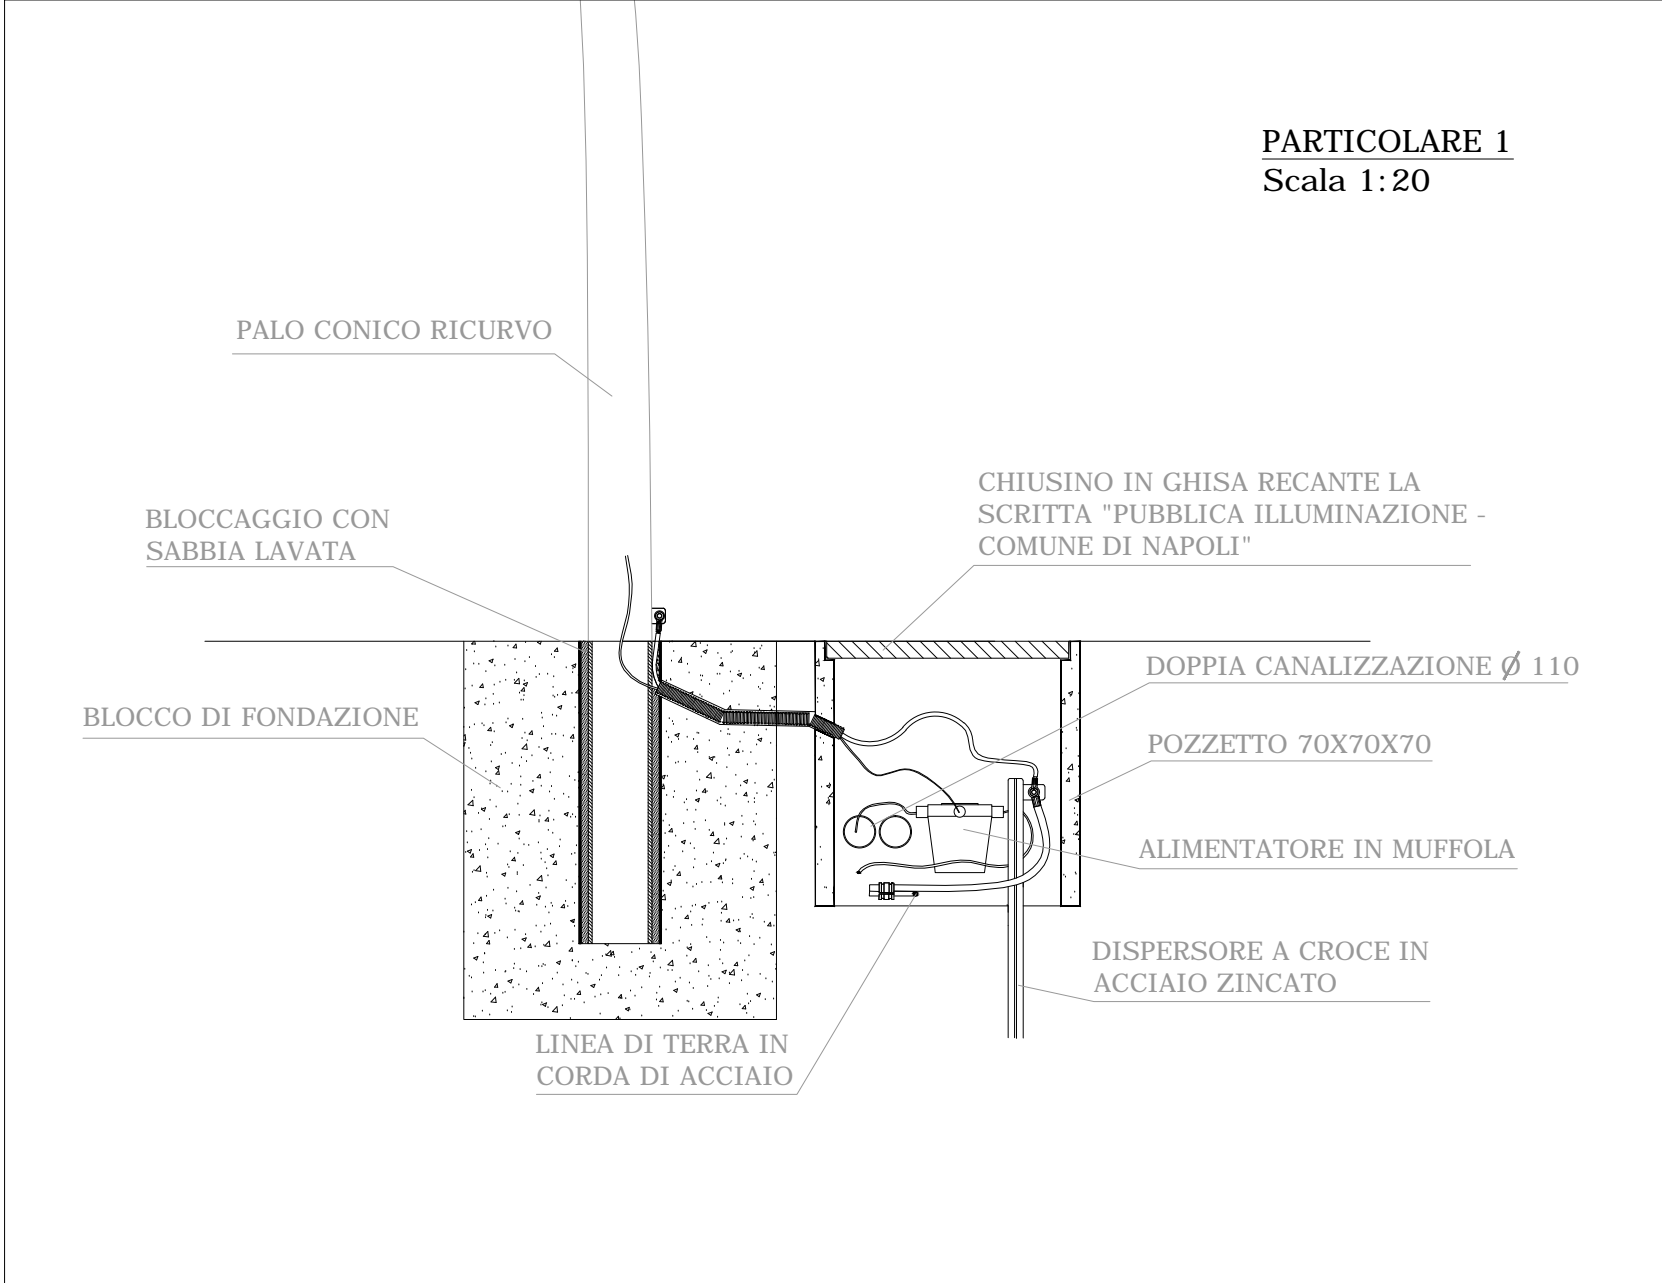 PARTICOLARE 1
Scala 1:20
PALO CONICO RICURVO
CHIUSINO IN GHISA RECANTE LA
SCRITTA "PUBBLICA ILLUMINAZIONE -
COMUNE DI NAPOLI"
BLOCCAGGIO CON
SABBIA LAVATA
DOPPIA CANALIZZAZIONE Ø 110
BLOCCO DI FONDAZIONE
POZZETTO 70X70X70
ALIMENTATORE IN MUFFOLA
DISPERSORE A CROCE IN
ACCIAIO ZINCATO
LINEA DI TERRA IN
CORDA DI ACCIAIO